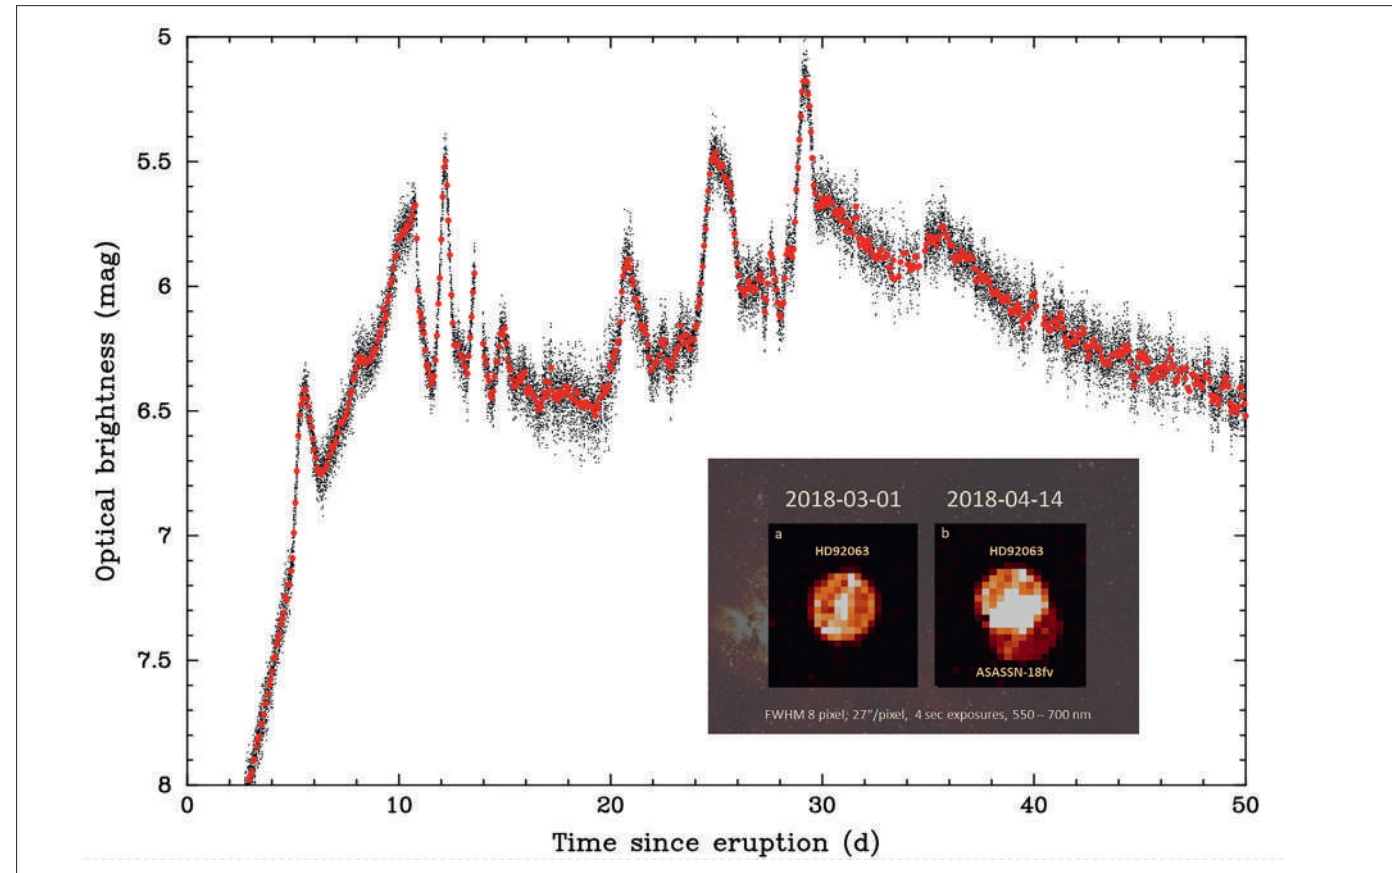 5
5.5
6
6.5
7
7.5
8
Optical brightness (mag)
0 10 20 30 40 50
Time since eruption (d)
2018-03-01 2018-04-14
a b
HD92063 HD92063
ASASSN-18fv
FWHM 8 pixel; 27"/pixel, 4 sec exposures, 550 – 700 nm